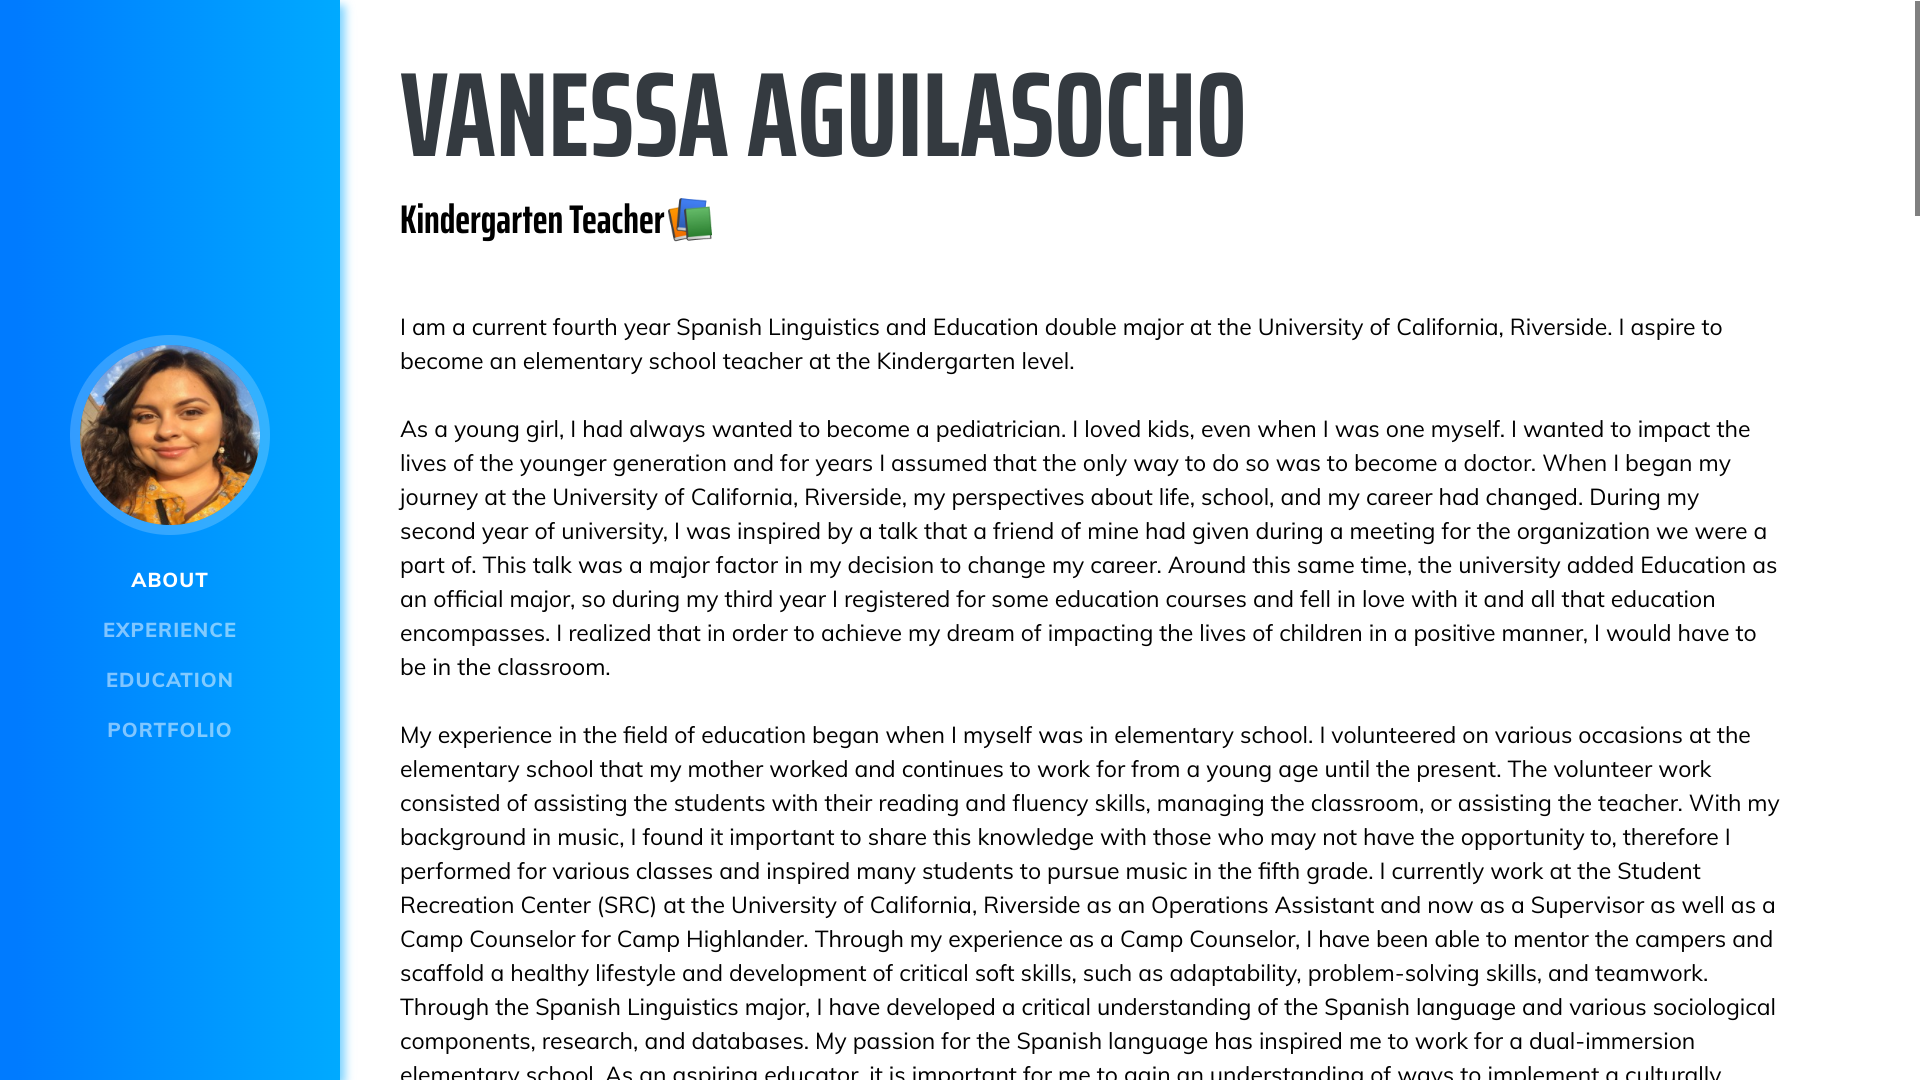 VANESSA AGUILASOCHO
Kindergarten Teacher
I am a current fourth year Spanish Linguistics and Education double major at the University of California, Riverside. I aspire to
become an elementary school teacher at the Kindergarten level.
As a young girl, I had always wanted to become a pediatrician. I loved kids, even when I was one myself. I wanted to impact the
lives of the younger generation and for years I assumed that the only way to do so was to become a doctor. When I began my
journey at the University of California, Riverside, my perspectives about life, school, and my career had changed. During my
second year of university, I was inspired by a talk that a friend of mine had given during a meeting for the organization we were a
part of. This talk was a major factor in my decision to change my career. Around this same time, the university added Education as
an official major, so during my third year I registered for some education courses and fell in love with it and all that education
encompasses. I realized that in order to achieve my dream of impacting the lives of children in a positive manner, I would have to
be in the classroom.
My experience in the field of education began when I myself was in elementary school. I volunteered on various occasions at the
elementary school that my mother worked and continues to work for from a young age until the present. The volunteer work
consisted of assisting the students with their reading and fluency skills, managing the classroom, or assisting the teacher. With my
background in music, I found it important to share this knowledge with those who may not have the opportunity to, therefore I
performed for various classes and inspired many students to pursue music in the fifth grade. I currently work at the Student
Recreation Center (SRC) at the University of California, Riverside as an Operations Assistant and now as a Supervisor as well as a
Camp Counselor for Camp Highlander. Through my experience as a Camp Counselor, I have been able to mentor the campers and
scaffold a healthy lifestyle and development of critical soft skills, such as adaptability, problem-solving skills, and teamwork.
Through the Spanish Linguistics major, I have developed a critical understanding of the Spanish language and various sociological
components, research, and databases. My passion for the Spanish language has inspired me to work for a dual-immersion
elementary school. As an aspiring educator, it is important for me to gain an understanding of ways to implement a culturally
ABOUT
EXPERIENCE
EDUCATION
PORTFOLIO